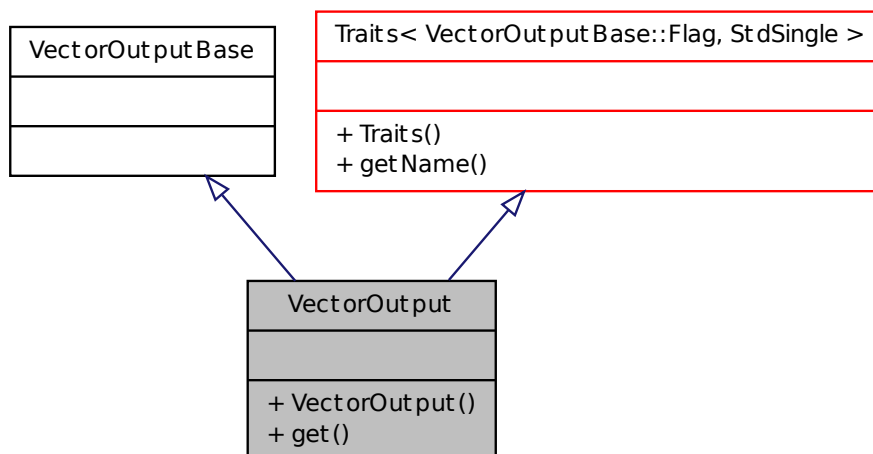 VectorOutputBase
Traits< VectorOutputBase::Flag, StdSingle >
+ Traits()
+ getName()
VectorOutput
+ VectorOutput()
+ get()